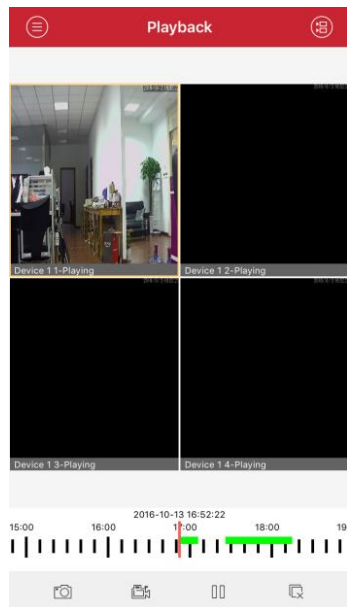 Playback
Device 1 1-Playing
Device 1 2-Playing
Device 1 3-Playing
Device 1 4-Playing
2016-10-13 16:52:22
15:00 16:00 17:00 18:00 19